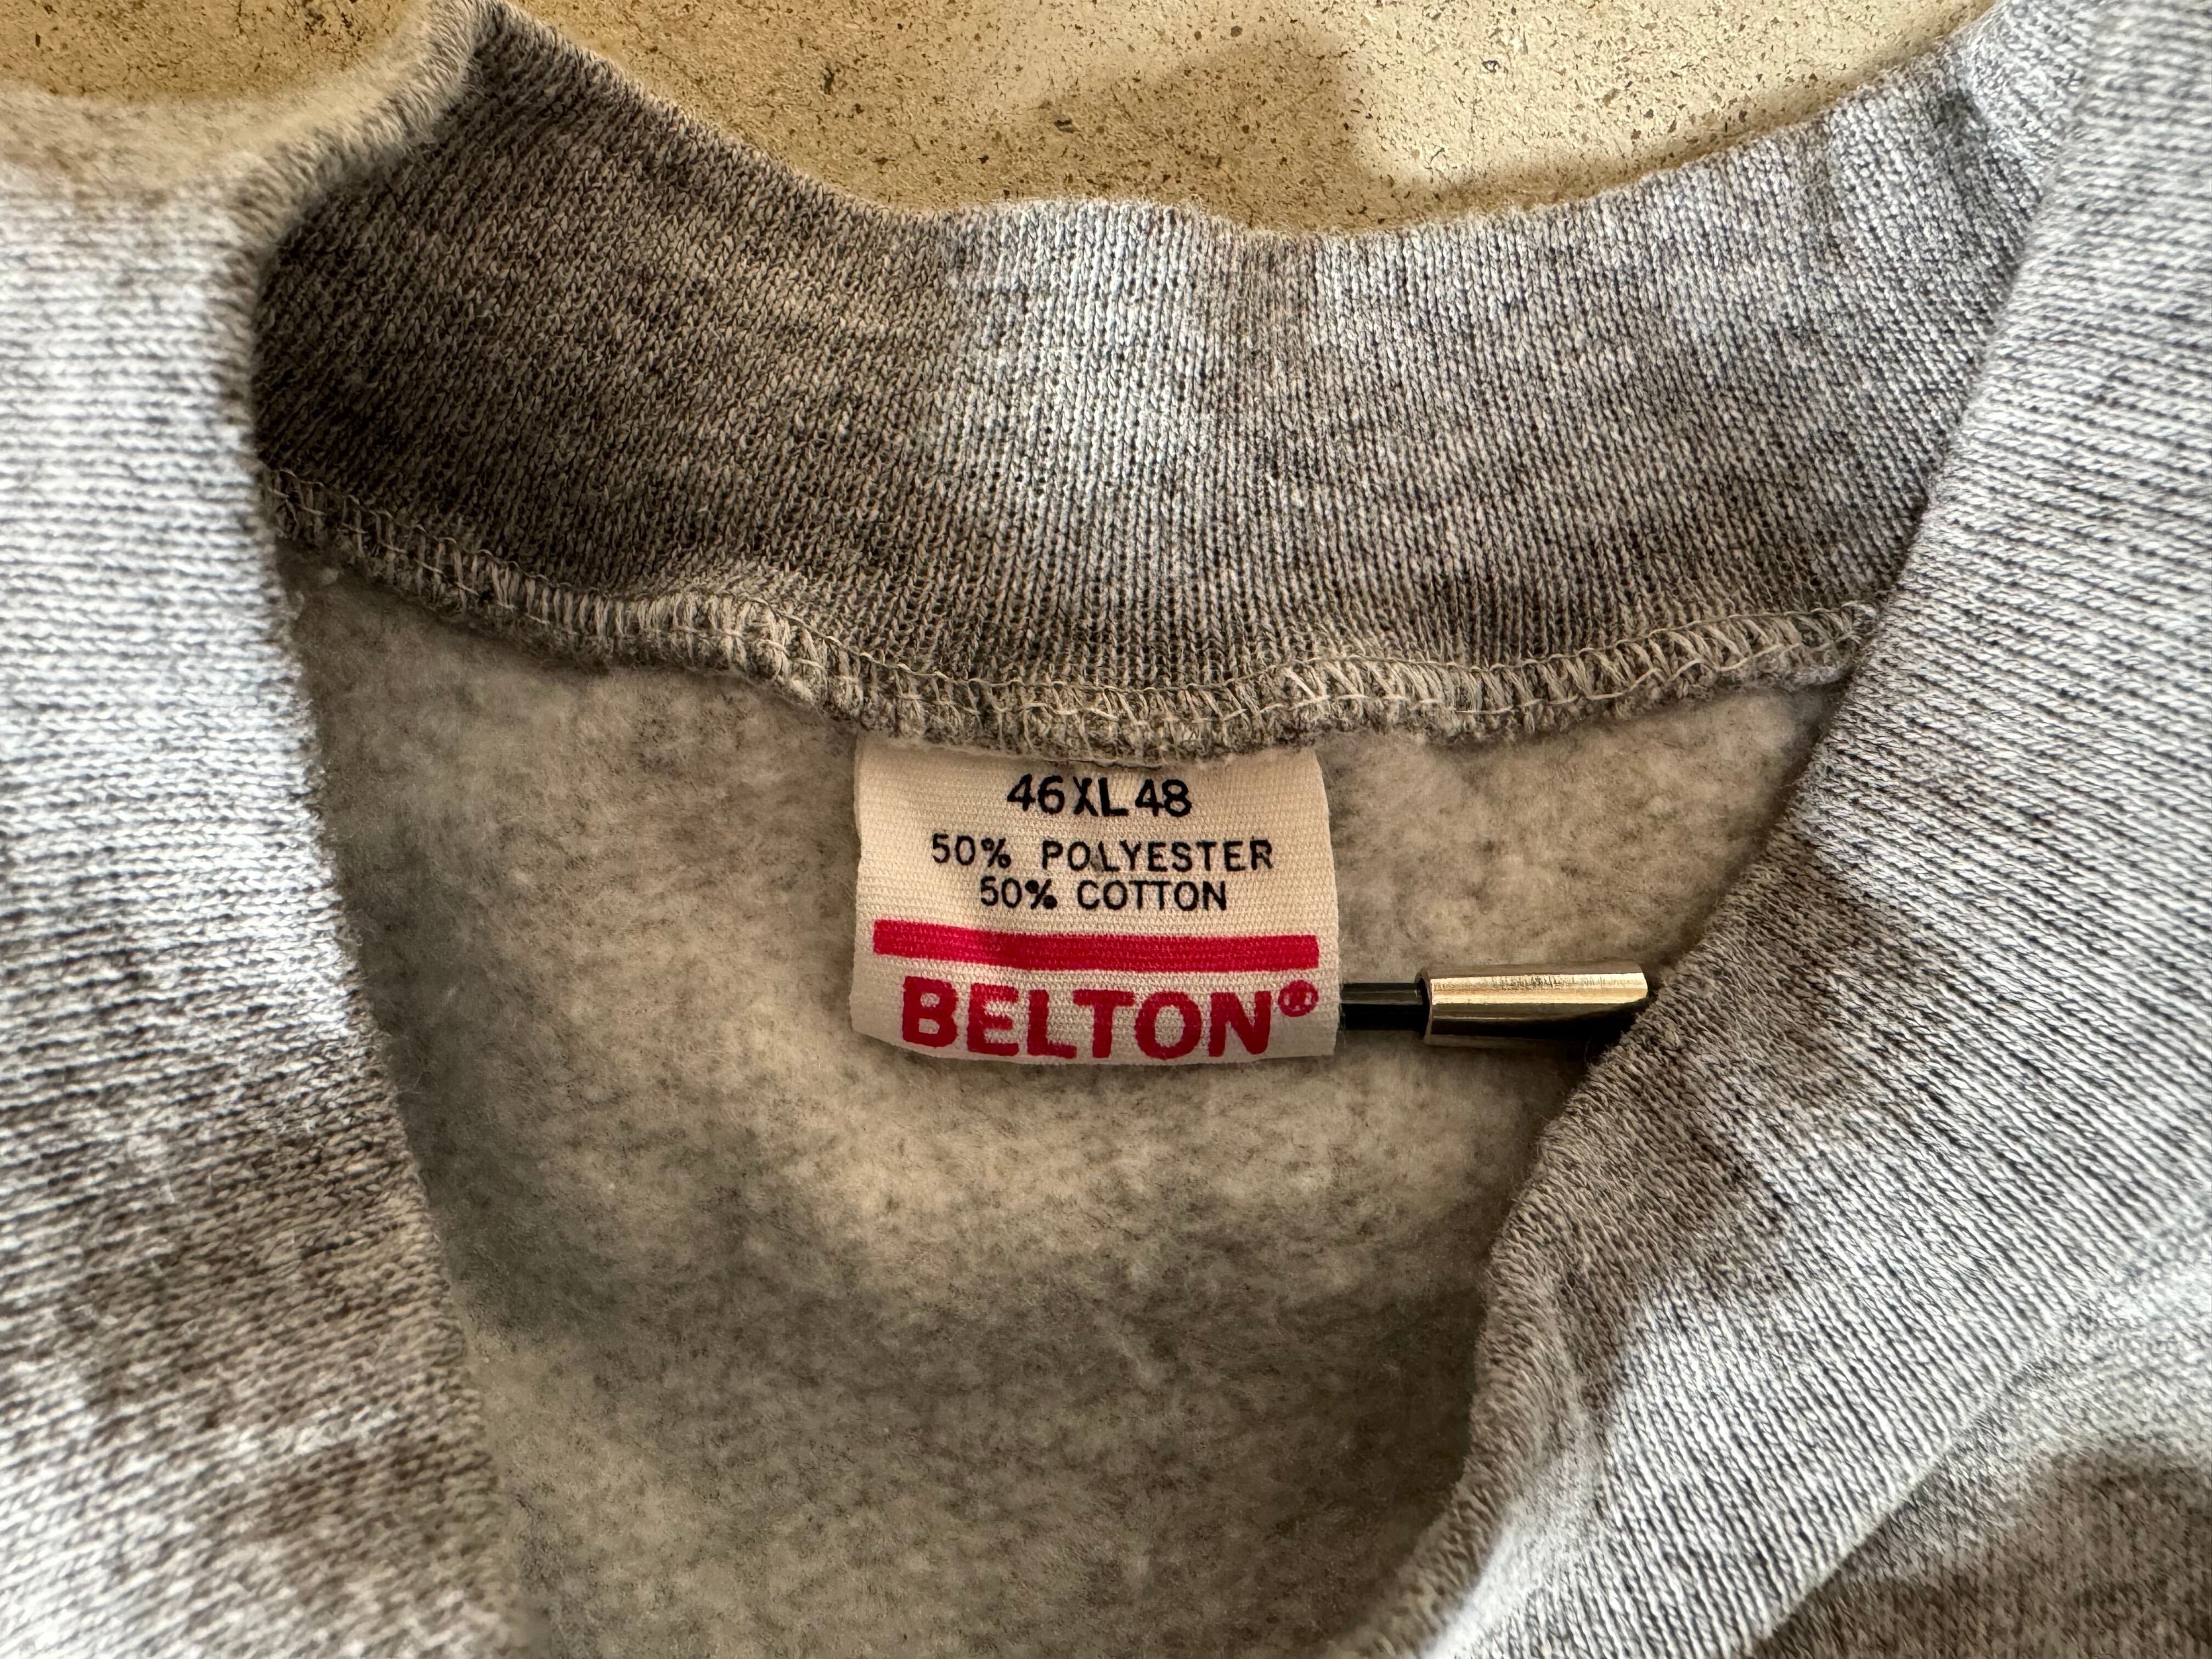 46 XL 48
50% POLYESTER
50% COTTON
BELTON®